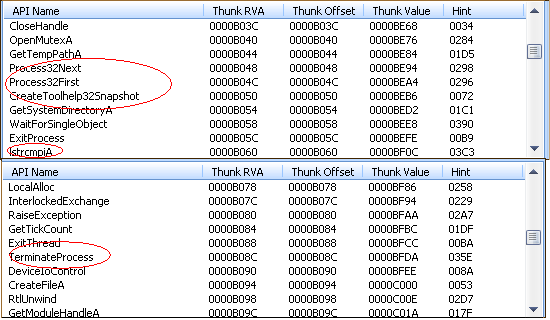 API Name Thunk RVA Thunk Offset Thunk Value Hint
CloseHandle 0000B03C 0000B03C 0000BE68 0034
OpenMutexA 0000B040 0000B040 0000BE76 0284
GetTempPathA 0000B044 0000B044 0000BE84 01D5
Process32Next 0000B048 0000B048 0000BE94 0298
Process32First 0000B04C 0000B04C 0000BEA4 0296
CreateToolhelp32Snapshot 0000B050 0000B050 0000BEB6 0072
GetSystemDirectoryA 0000B054 0000B054 0000BED2 01C1
WaitForSingleObject 0000B058 0000B058 0000BEE8 0390
ExitProcess 0000B05C 0000B05C 0000BEFE 00B9
lstrcmpiA 0000B060 0000B060 0000BF0C 03C3
API Name Thunk RVA Thunk Offset Thunk Value Hint
LocalAlloc 0000B078 0000B078 0000BF86 0258
InterlockedExchange 0000B07C 0000B07C 0000BF94 0229
RaiseException 0000B080 0000B080 0000BFAA 02A7
GetTickCount 0000B084 0000B084 0000BFBC 01DF
ExitThread 0000B088 0000B088 0000BFCC 00BA
TerminateProcess 0000B08C 0000B08C 0000BFDA 035E
DeviceIoControl 0000B090 0000B090 0000BFEE 008A
CreateFileA 0000B094 0000B094 0000C000 0053
RtlUnwind 0000B098 0000B098 0000C00E 02D7
GetModuleHandleA 0000B09C 0000B09C 0000C01A 017F